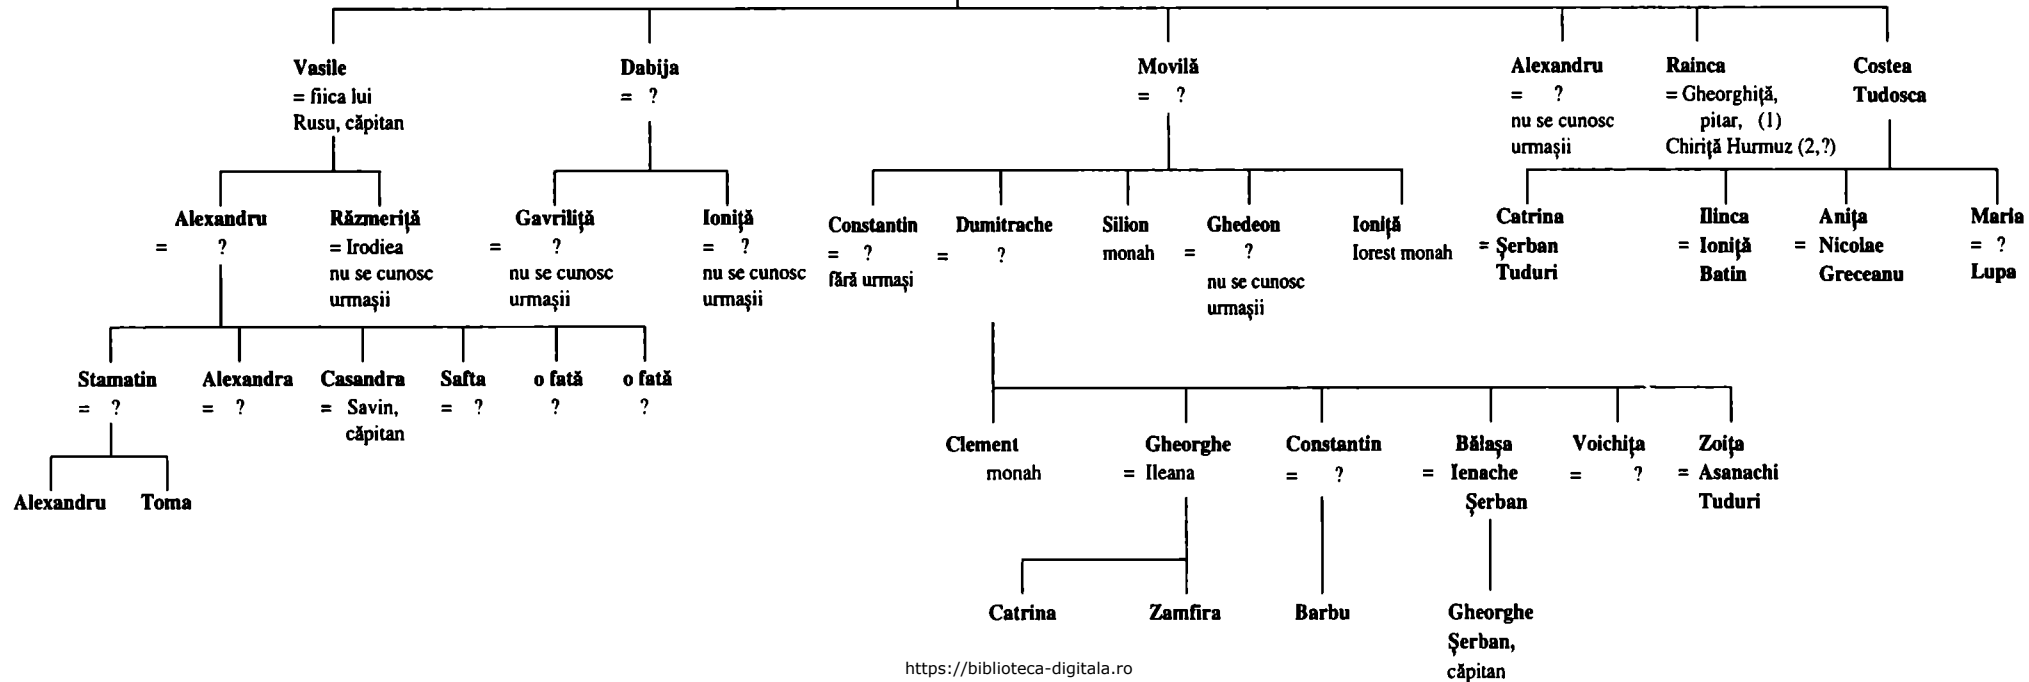 Vasile
= fiica lui
Rusu, căpitan
Dabija
= ?
Movilă
= ?
Alexandru
= ?
nu se cunosc
urmașii
Rainca
= Gheorghiță,
pitar, (1)
Chiriță Hurmuz (2,?)
Costea
Tudosca
Alexandru
= ?
Răzmeriță
= Irodiea
nu se cunosc
urmașii
Gavriliță
= ?
nu se cunosc
urmașii
Ioniță
= ?
nu se cunosc
urmașii
Constantin
= ?
fără urmași
Dumitrache
= ?
Silion
monah
Ghedeon
= ?
nu se cunosc
urmașii
Ioniță
Iorest monah
Catrina
= Șerban
Tuduri
Ilinca
= Ioniță
Batin
Anița
= Nicolae
Greceanu
Maria
= ?
Lupa
Stamatin
= ?
Alexandra
= ?
Casandra
= Savin,
căpitan
Safta
= ?
o fată
?
o fată
?
Clement
monah
Gheorghe
= Ileana
Constantin
= ?
Bălașa
= Ienache
Șerban
Voichița
= ?
Zoița
= Asanachi
Tuduri
Alexandru
Toma
Catrina
Zamfira
Barbu
Gheorghe
Șerban,
căpitan
https://biblioteca-digitala.ro